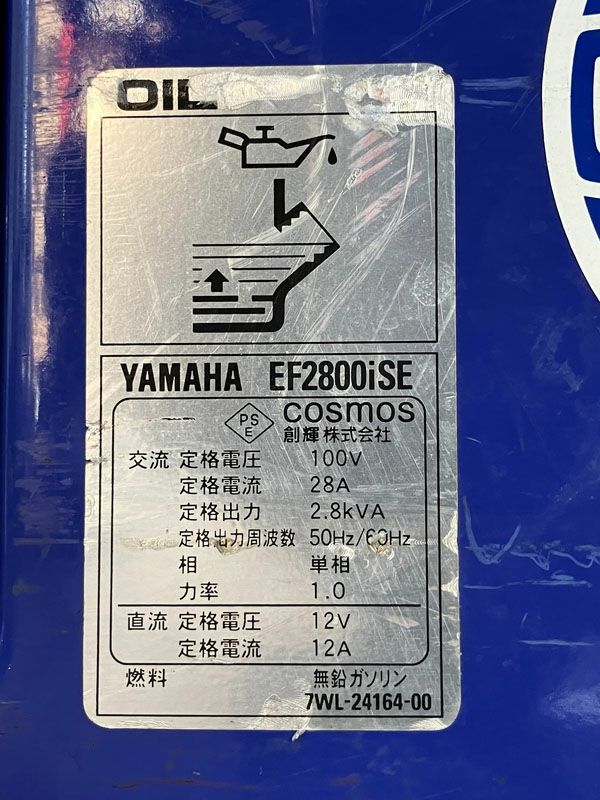 OIL
YAMAHA EF2800iSE
PS
E
cosmos
創輝株式会社
交流 定格電圧 100V
定格電流 28A
定格出力 2.8kVA
定格出力周波数 50Hz/60Hz
相 単相
力率 1.0
直流 定格電圧 12V
定格電流 12A
燃料 無鉛ガソリン
7WL-24164-00